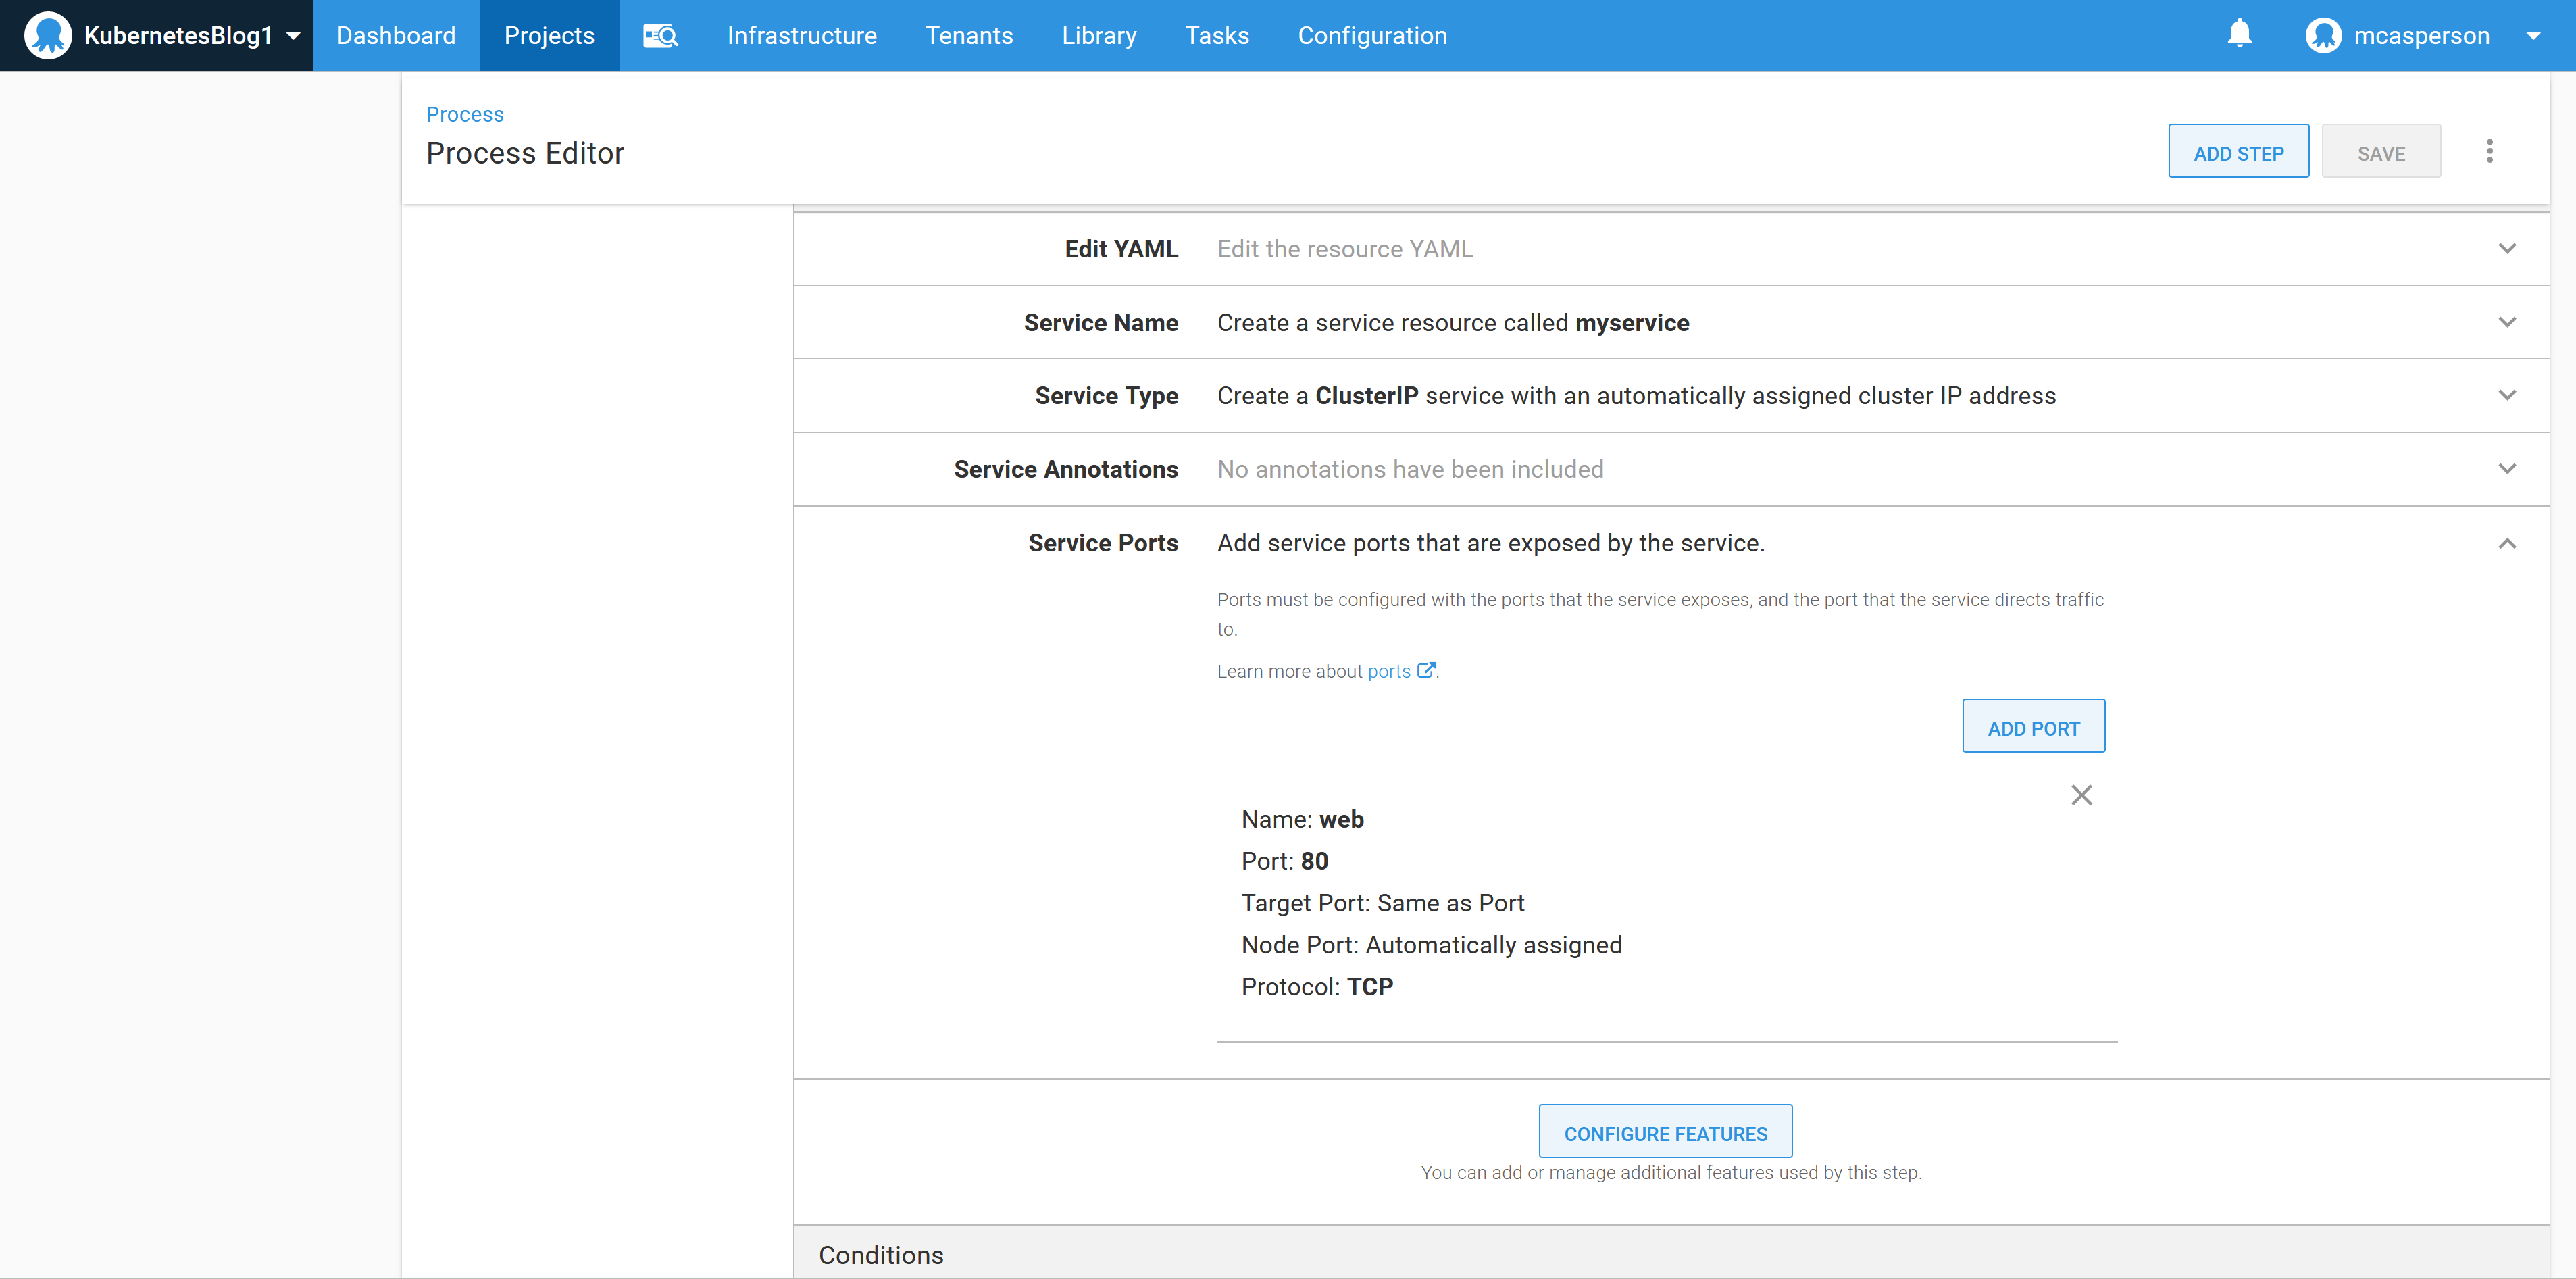 KubernetesBlog1 Dashboard Projects Infrastructure Tenants Library Tasks Configuration mcasperson
Process
Process Editor
ADD STEP SAVE
Edit YAML Edit the resource YAML
Service Name Create a service resource called myservice
Service Type Create a ClusterIP service with an automatically assigned cluster IP address
Service Annotations No annotations have been included
Service Ports Add service ports that are exposed by the service.
Ports must be configured with the ports that the service exposes, and the port that the service directs traffic
to.
Learn more about ports.
ADD PORT
Name: web
Port: 80
Target Port: Same as Port
Node Port: Automatically assigned
Protocol: TCP
CONFIGURE FEATURES
You can add or manage additional features used by this step.
Conditions